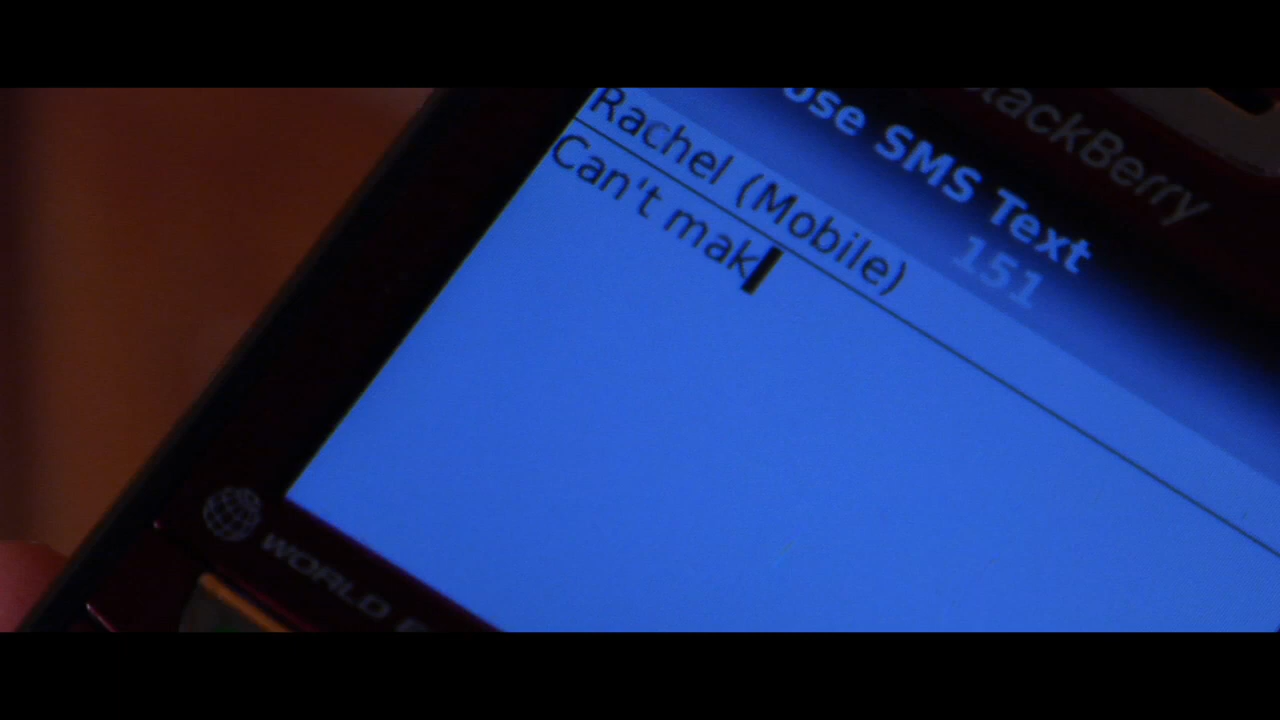 BlackBerry
ose SMS Text
151
Rachel (Mobile)
Can't mak
WORLD